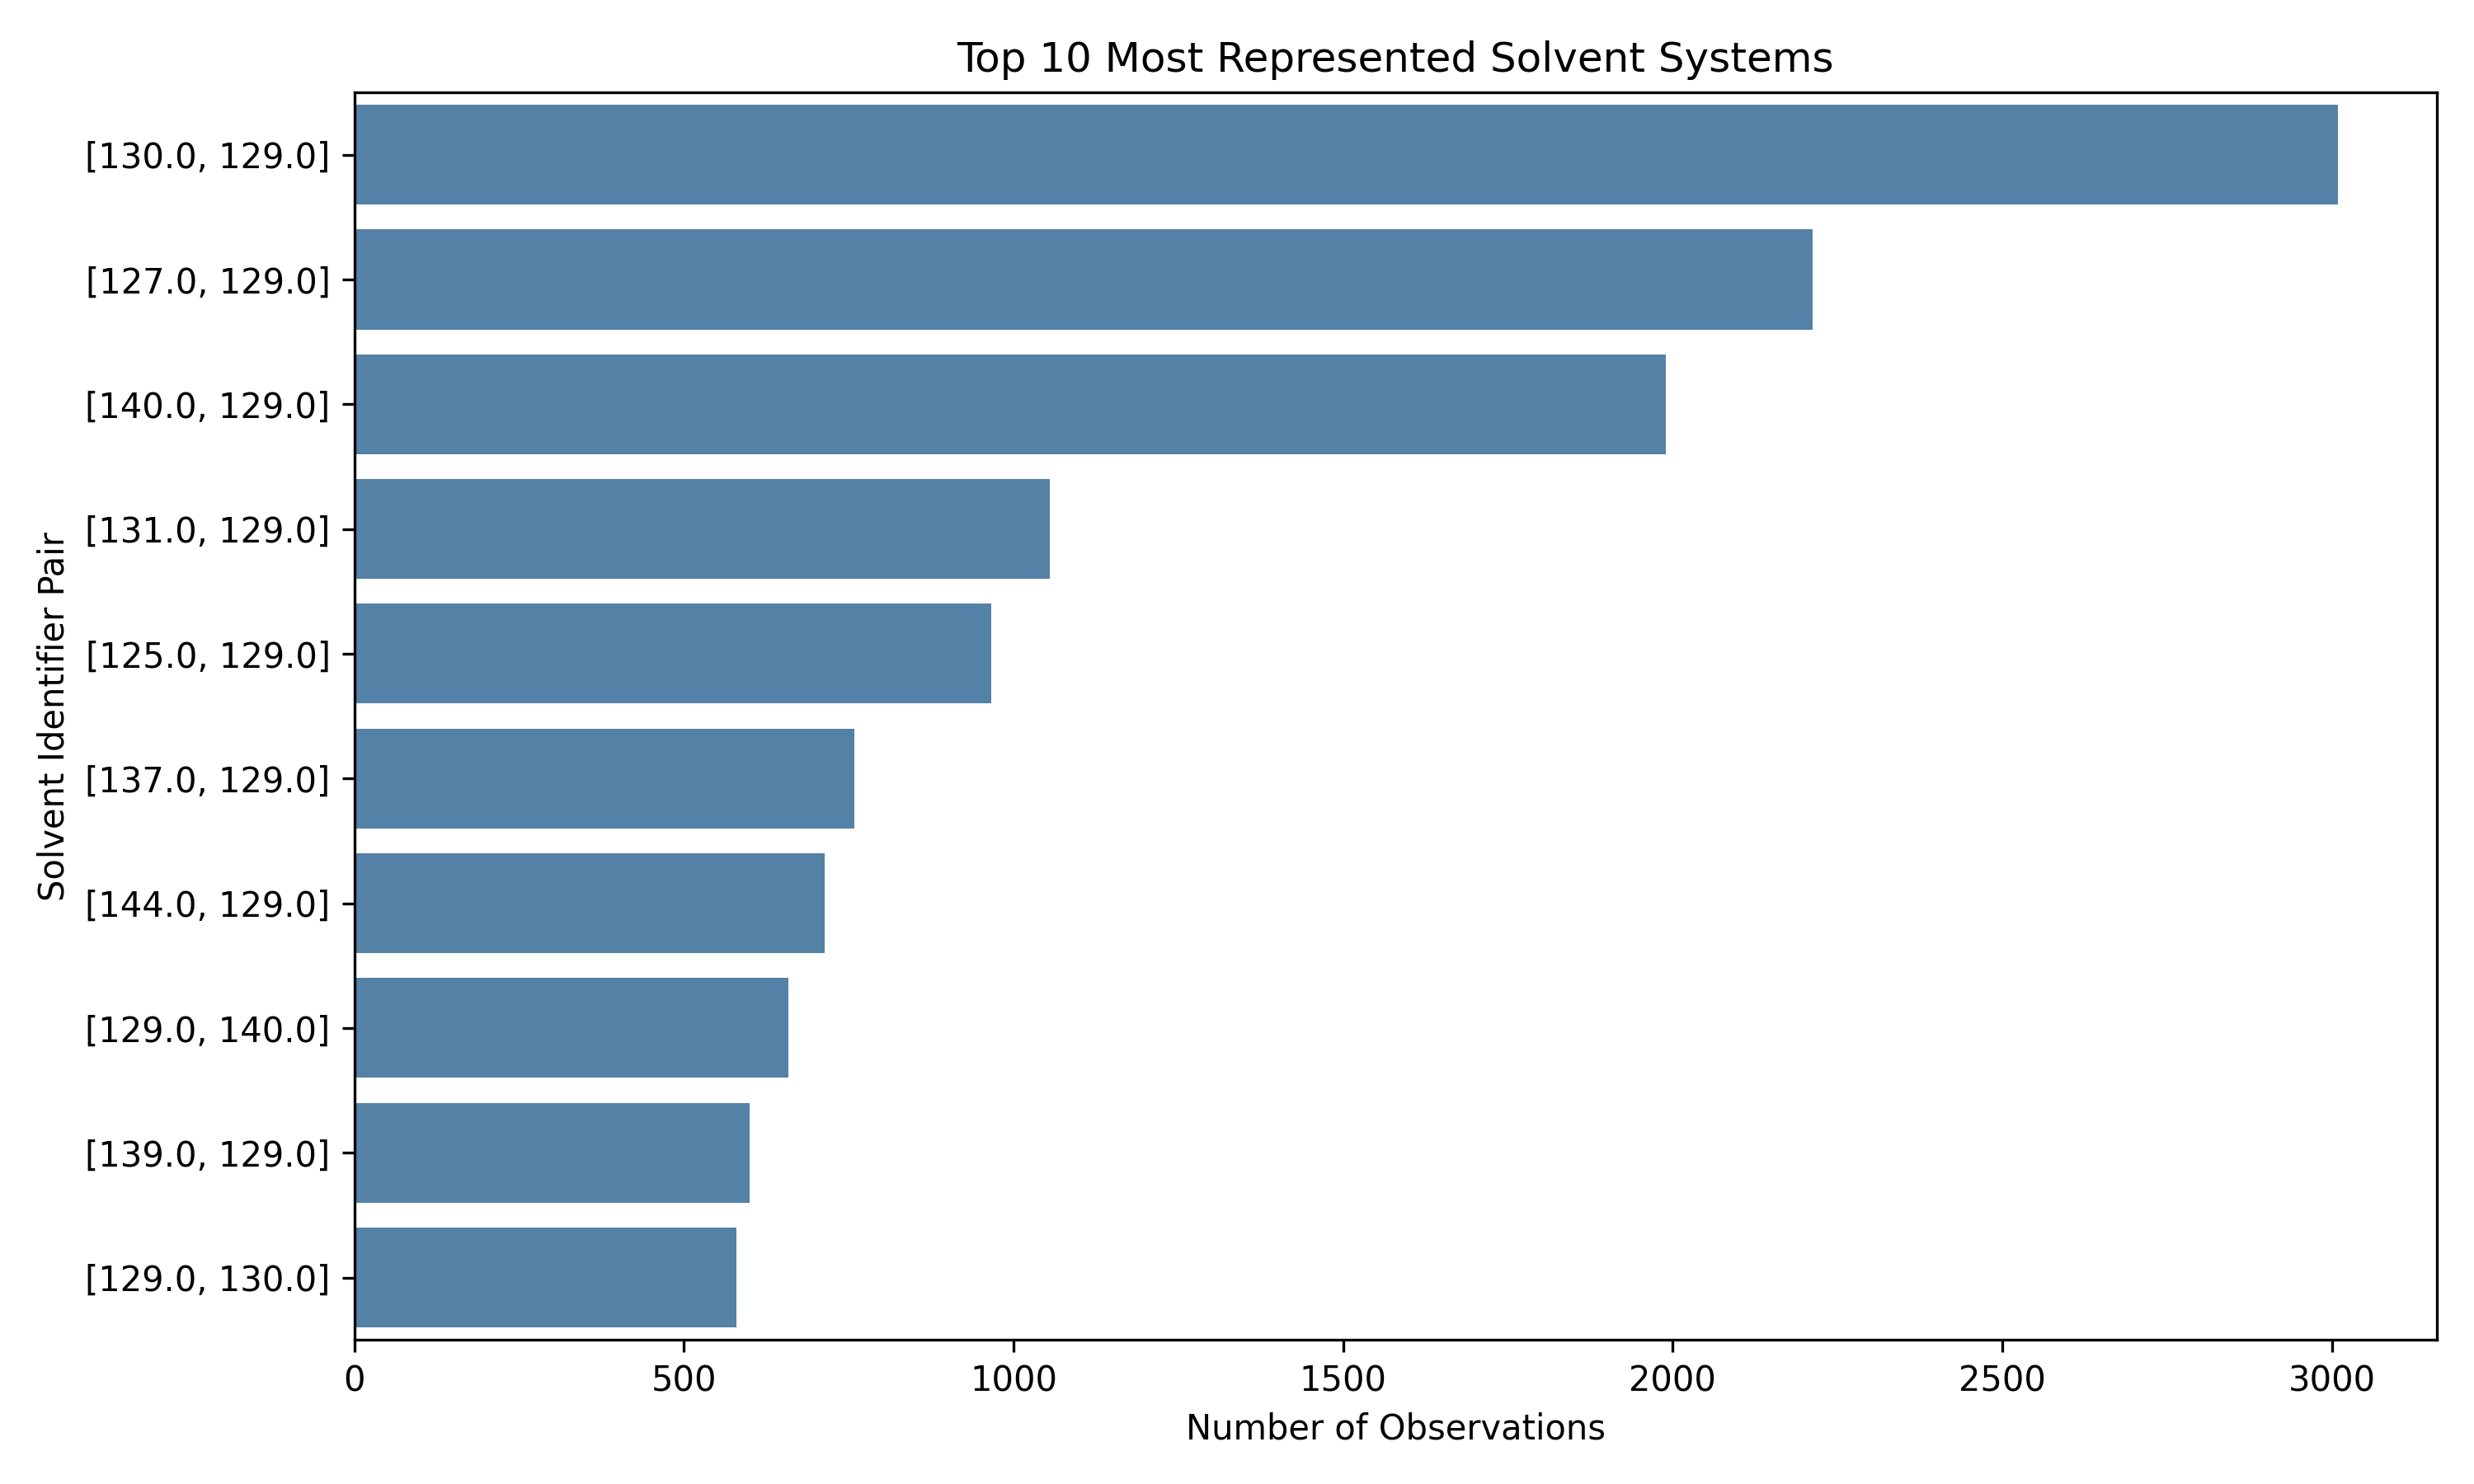 Top 10 Most Represented Solvent Systems
Solvent Identifier Pair
[130.0, 129.0]
[127.0, 129.0]
[140.0, 129.0]
[131.0, 129.0]
[125.0, 129.0]
[137.0, 129.0]
[144.0, 129.0]
[129.0, 140.0]
[139.0, 129.0]
[129.0, 130.0]
0 500 1000 1500 2000 2500 3000
Number of Observations